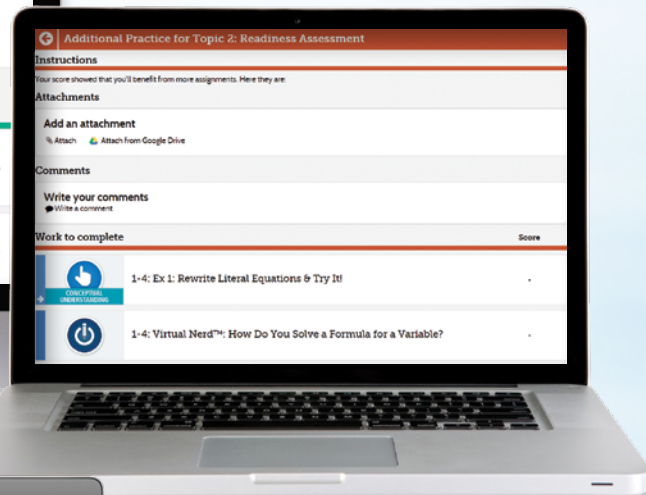 Additional Practice for Topic 2: Readiness Assessment
Instructions
Your score showed that you'll benefit from more assignments. Here they are:
Attachments
Add an attachment
Attach Attach from Google Drive
Comments
Write your comments
Write a comment
Work to complete Score
CONCEPTUAL
UNDERSTANDING
1-4: Ex 1: Rewrite Literal Equations & Try It! -
1-4: Virtual Nerd™: How Do You Solve a Formula for a Variable? -